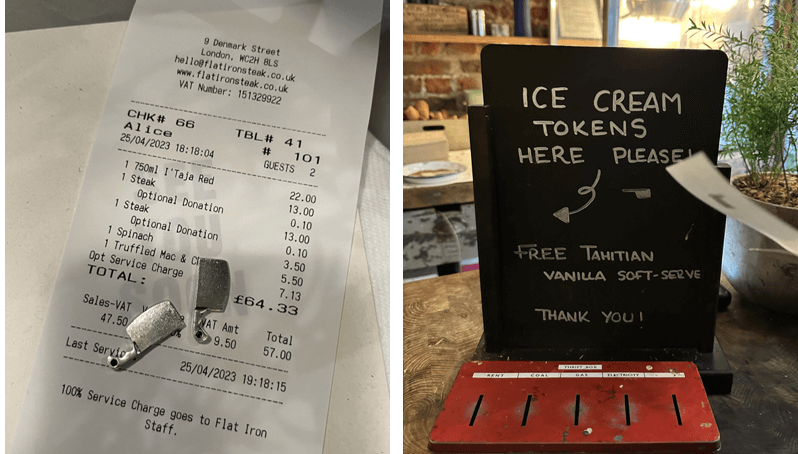 9 Denmark Street
London, WC2H 8LS
hello@flatironsteak.co.uk
www.flatironsteak.co.uk
VAT Number: 151329922
CHK# 66 TBL# 41
Alice # 101
25/04/2023 18:18:04 GUESTS 2
1 750ml I'Taja Red 22.00
1 Steak 13.00
Optional Donation 0.10
1 Steak 13.00
Optional Donation 0.10
1 Spinach 3.50
1 Truffled Mac & 5.50
Opt Service Charge 7.13
TOTAL: £64.33
Sales-VAT VAT Amt Total
47.50 9.50 57.00
Last 25/04/2023 19:18:15
100% Service Charge goes to Flat Iron
Staff.
ICE CREAM
TOKENS
HERE PLEASE!
FREE TAHITIAN
VANILLA SOFT-SERVE
THANK YOU!
THRIFT BOX
RENT COAL GAS ELECTRICITY